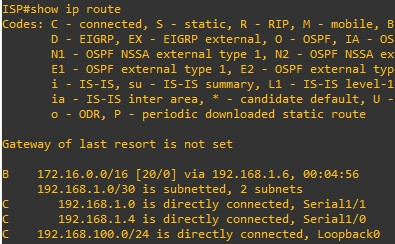 ISP#show ip route
Codes: C - connected, S - static, R - RIP, M - mobile, B
D - EIGRP, EX - EIGRP external, O - OSPF, IA - OS
N1 - OSPF NSSA external type 1, N2 - OSPF NSSA ex
E1 - OSPF external type 1, E2 - OSPF external typ
i - IS-IS, su - IS-IS summary, L1 - IS-IS level-1
ia - IS-IS inter area, * - candidate default, U -
o - ODR, P - periodic downloaded static route
Gateway of last resort is not set
B 172.16.0.0/16 [20/0] via 192.168.1.6, 00:04:56
192.168.1.0/30 is subnetted, 2 subnets
C 192.168.1.0 is directly connected, Serial1/1
C 192.168.1.4 is directly connected, Serial1/0
C 192.168.100.0/24 is directly connected, Loopback0